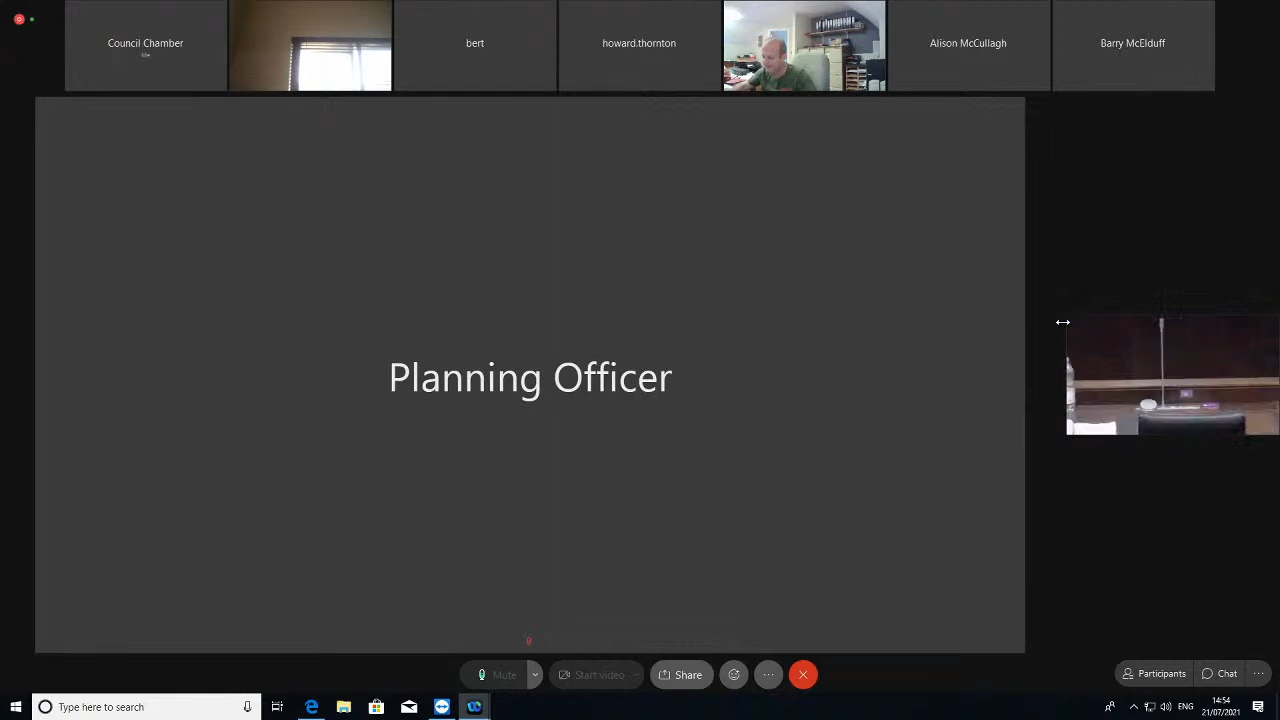 Council Chamber
Me
bert
howard thornton
Alison McCullagh
Barry McElduff
Planning Officer
Mute
Start video
Share
Participants
Chat
Type here to search
ENG
14:54
21/07/2021